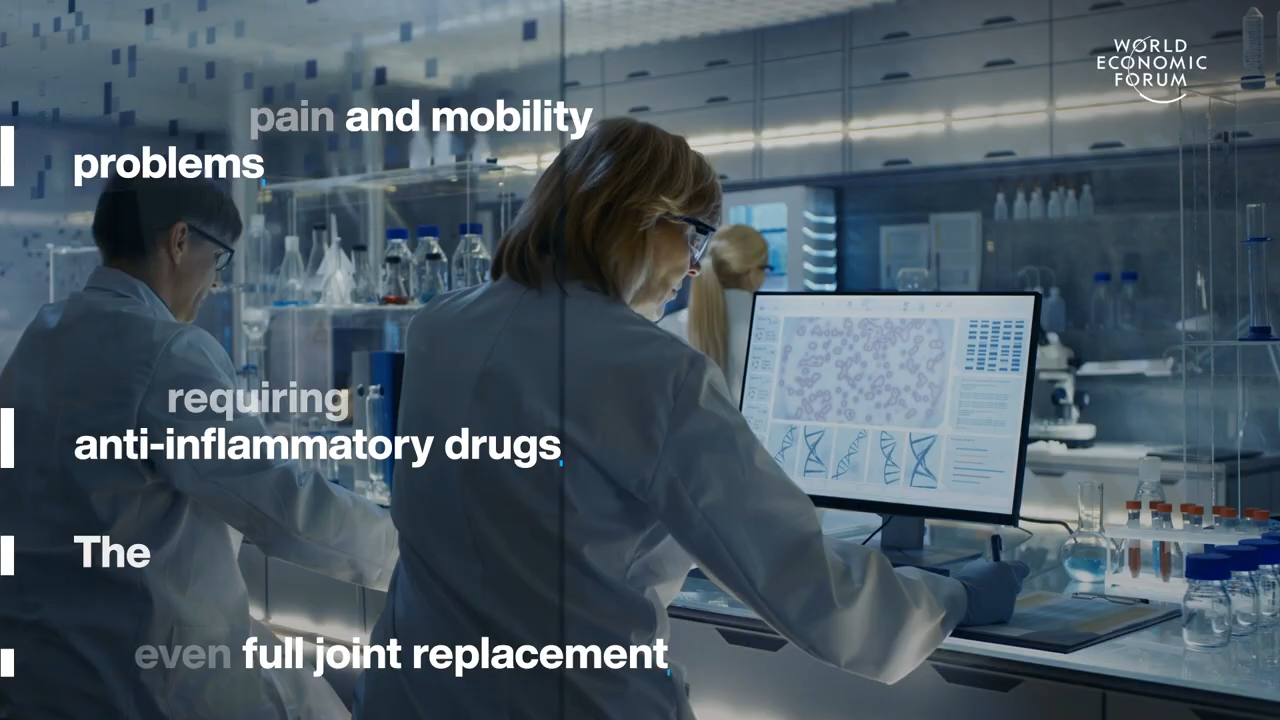 WORLD
ECONOMIC
FORUM
pain and mobility
problems
requiring
anti-inflammatory drugs
The
even full joint replacement